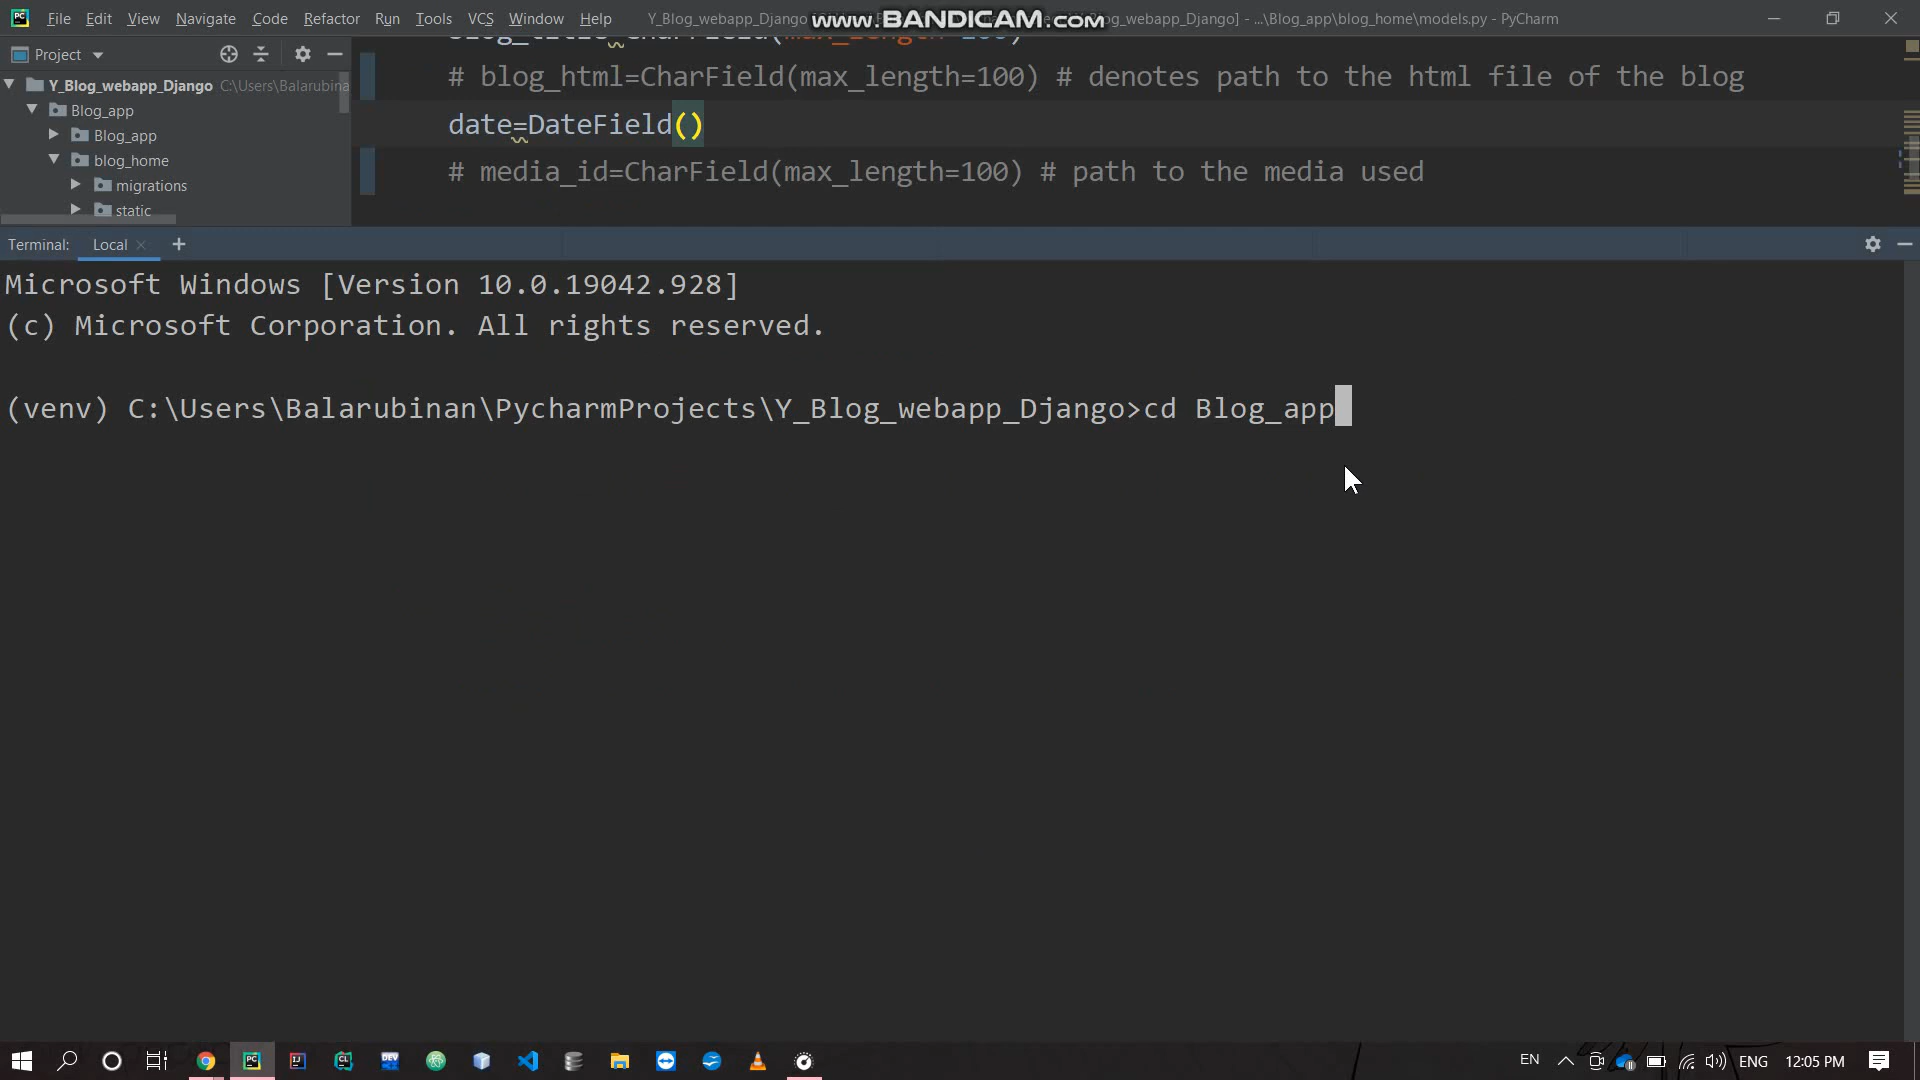 File Edit View Navigate Code Refactor Run Tools VCS Window Help Y_Blog_webapp_Django log_webapp_Django] - ...\Blog_app\blog_home\models.py - PyCharm
www.BANDICAM.com
Project
Y_Blog_webapp_Django C:\Users\Balarubina
Blog_app
Blog_app
blog_home
migrations
static
# blog_html=CharField(max_length=100) # denotes path to the html file of the blog
date=DateField()
# media_id=CharField(max_length=100) # path to the media used
Terminal: Local × +
Microsoft Windows [Version 10.0.19042.928]
(c) Microsoft Corporation. All rights reserved.
(venv) C:\Users\Balarubinan\PycharmProjects\Y_Blog_webapp_Django>cd Blog_app
EN ENG 12:05 PM